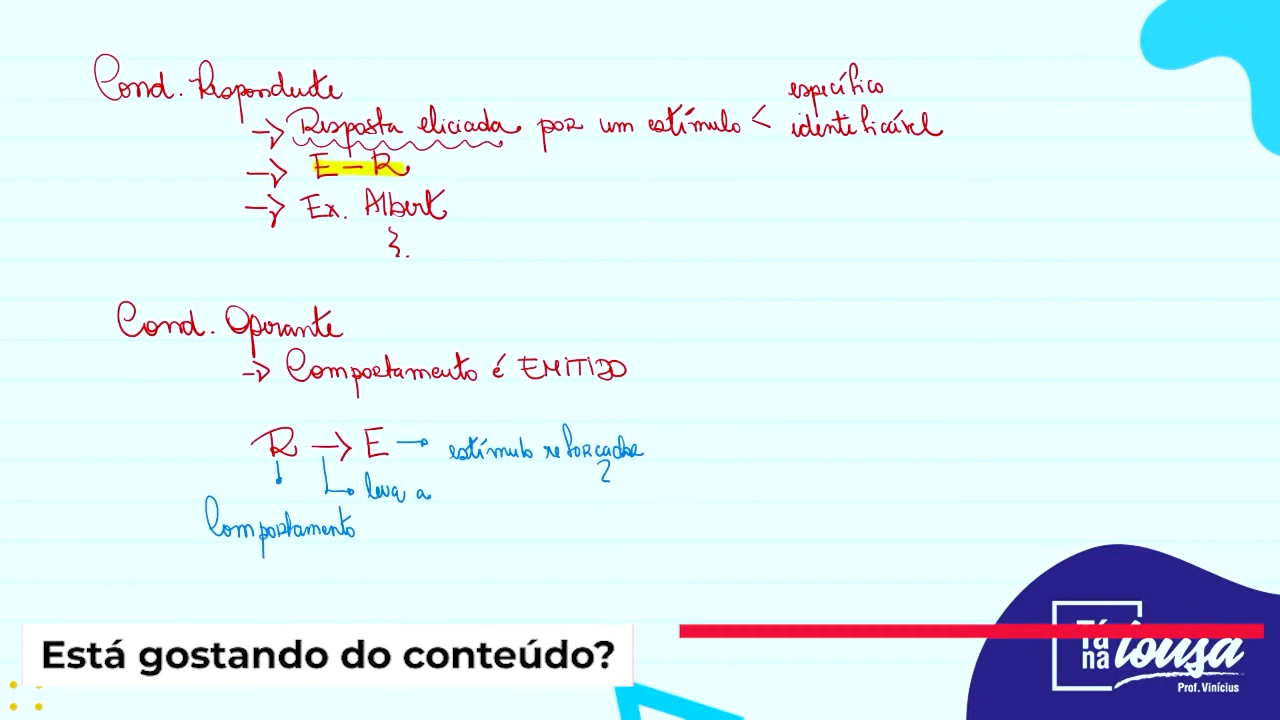 Cond. Respondente
específico
→ Resposta eliciada por um estímulo < identificável
→ E – R
→ Ex. Albert
Cond. Operante
→ Comportamento é EMITIDO
R → E → estímulo reforçador
leva a
Comportamento
Está gostando do conteúdo?
Tá na lousa
Prof. Vinícius